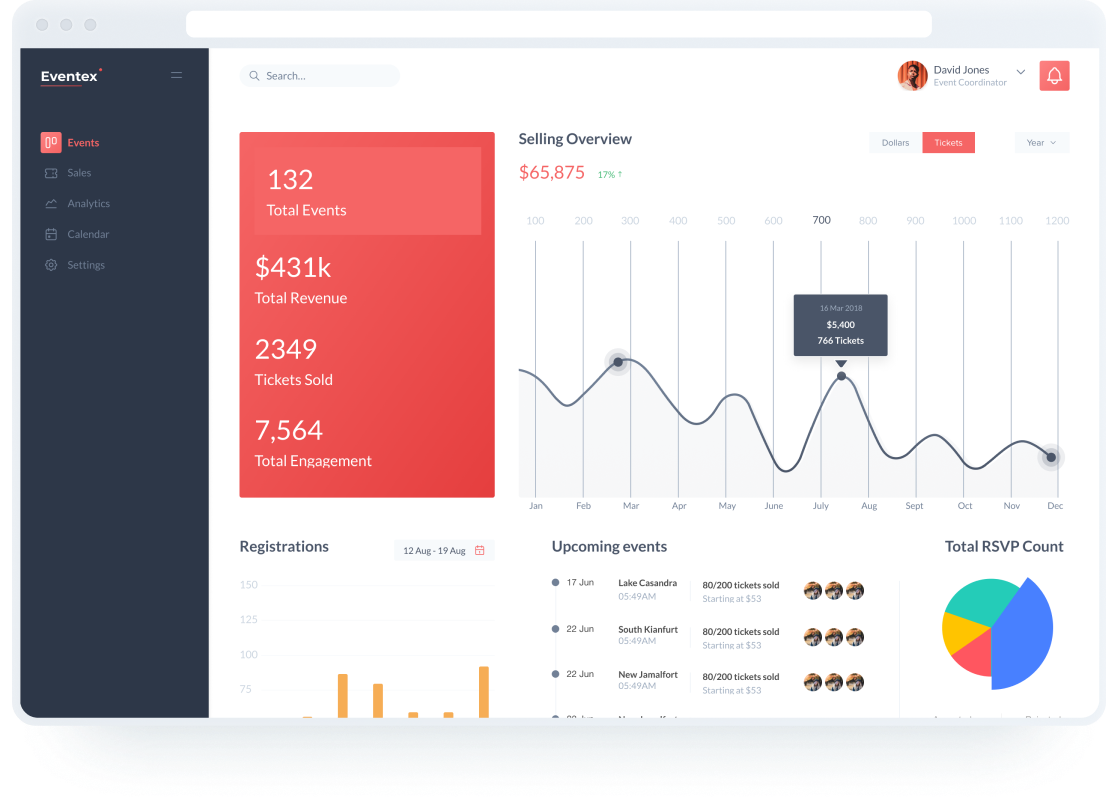 Eventex
Search...
David Jones
Event Coordinator
Events
Sales
Analytics
Calendar
Settings
132
Total Events
$431k
Total Revenue
2349
Tickets Sold
7,564
Total Engagement
Selling Overview
$65,875 17% ↑
Dollars Tickets Year
100 200 300 400 500 600 700 800 900 1000 1100 1200
16 Mar 2018
$5,400
766 Tickets
Jan Feb Mar Apr May June July Aug Sept Oct Nov Dec
Registrations
12 Aug - 19 Aug
150
125
100
75
Upcoming events
17 Jun Lake Casandra 80/200 tickets sold
05:49AM Starting at $53
22 Jun South Kianfurt 80/200 tickets sold
05:49AM Starting at $53
22 Jun New Jamalfort 80/200 tickets sold
05:49AM Starting at $53
Total RSVP Count